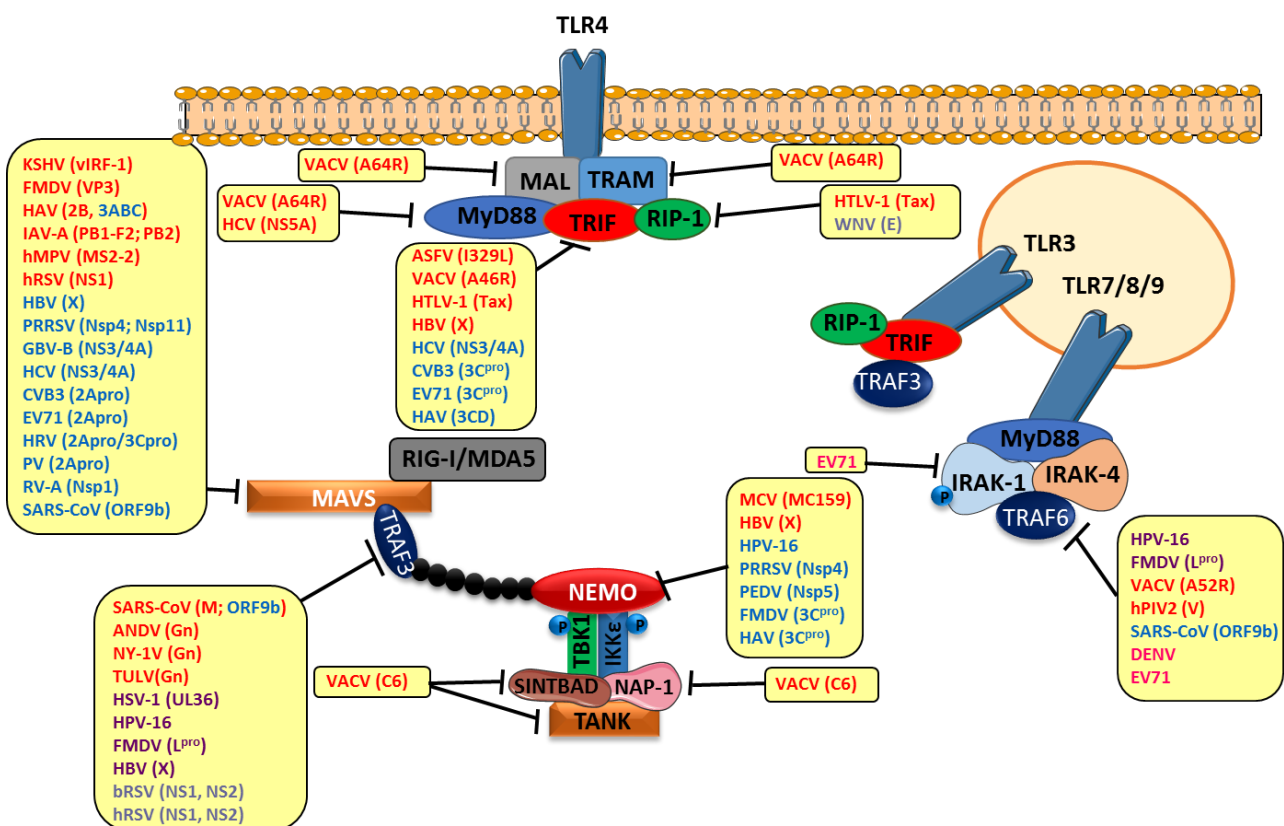 TLR4
KSHV (vIRF-1)
FMDV (VP3)
HAV (2B, 3ABC)
IAV-A (PB1-F2; PB2)
hMPV (MS2-2)
hRSV (NS1)
HBV (X)
PRRSV (Nsp4; Nsp11)
GBV-B (NS3/4A)
HCV (NS3/4A)
CVB3 (2Apro)
EV71 (2Apro)
HRV (2Apro/3Cpro)
PV (2Apro)
RV-A (Nsp1)
SARS-CoV (ORF9b)
VACV (A64R)
MAL
TRAM
VACV (A64R)
VACV (A64R)
HCV (NS5A)
MyD88
TRIF
RIP-1
HTLV-1 (Tax)
WNV (E)
ASFV (I329L)
VACV (A46R)
HTLV-1 (Tax)
HBV (X)
HCV (NS3/4A)
CVB3 (3Cpro)
EV71 (3Cpro)
HAV (3CD)
TLR3
TLR7/8/9
RIP-1
TRIF
TRAF3
MyD88
EV71
IRAK-1
IRAK-4
P
TRAF6
RIG-I/MDA5
MAVS
TRAF3
MCV (MC159)
HBV (X)
HPV-16
PRRSV (Nsp4)
PEDV (Nsp5)
FMDV (3Cpro)
HAV (3Cpro)
HPV-16
FMDV (Lpro)
VACV (A52R)
hPIV2 (V)
SARS-CoV (ORF9b)
DENV
EV71
NEMO
P
TBK1
IKKε
P
SARS-CoV (M; ORF9b)
ANDV (Gn)
NY-1V (Gn)
TULV(Gn)
HSV-1 (UL36)
HPV-16
FMDV (Lpro)
HBV (X)
bRSV (NS1, NS2)
hRSV (NS1, NS2)
VACV (C6)
SINTBAD
NAP-1
VACV (C6)
TANK